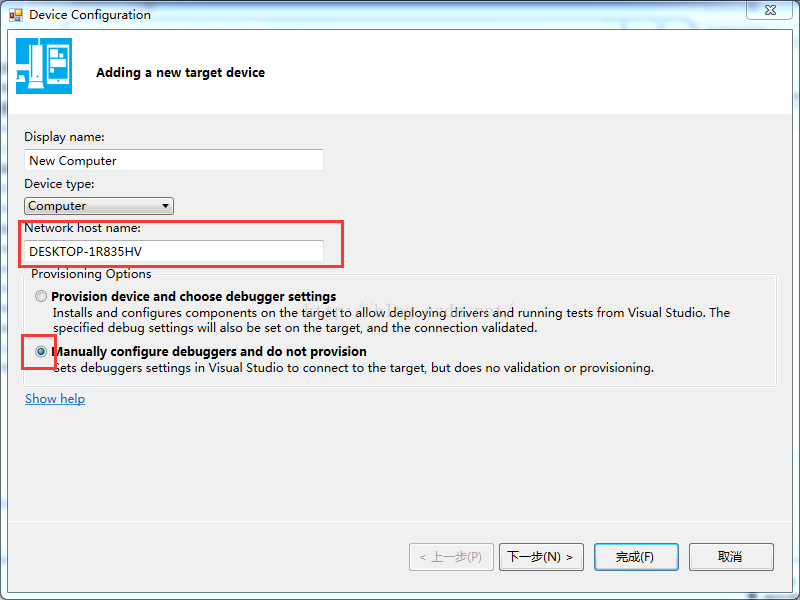 Device Configuration
Adding a new target device
Display name:
New Computer
Device type:
Computer
Network host name:
DESKTOP-1R835HV
Provisioning Options
Provision device and choose debugger settings
Installs and configures components on the target to allow deploying drivers and running tests from Visual Studio. The
specified debug settings will also be set on the target, and the connection validated.
Manually configure debuggers and do not provision
Sets debuggers settings in Visual Studio to connect to the target, but does no validation or provisioning.
Show help
< 上一步(P)
下一步(N) >
完成(F)
取消